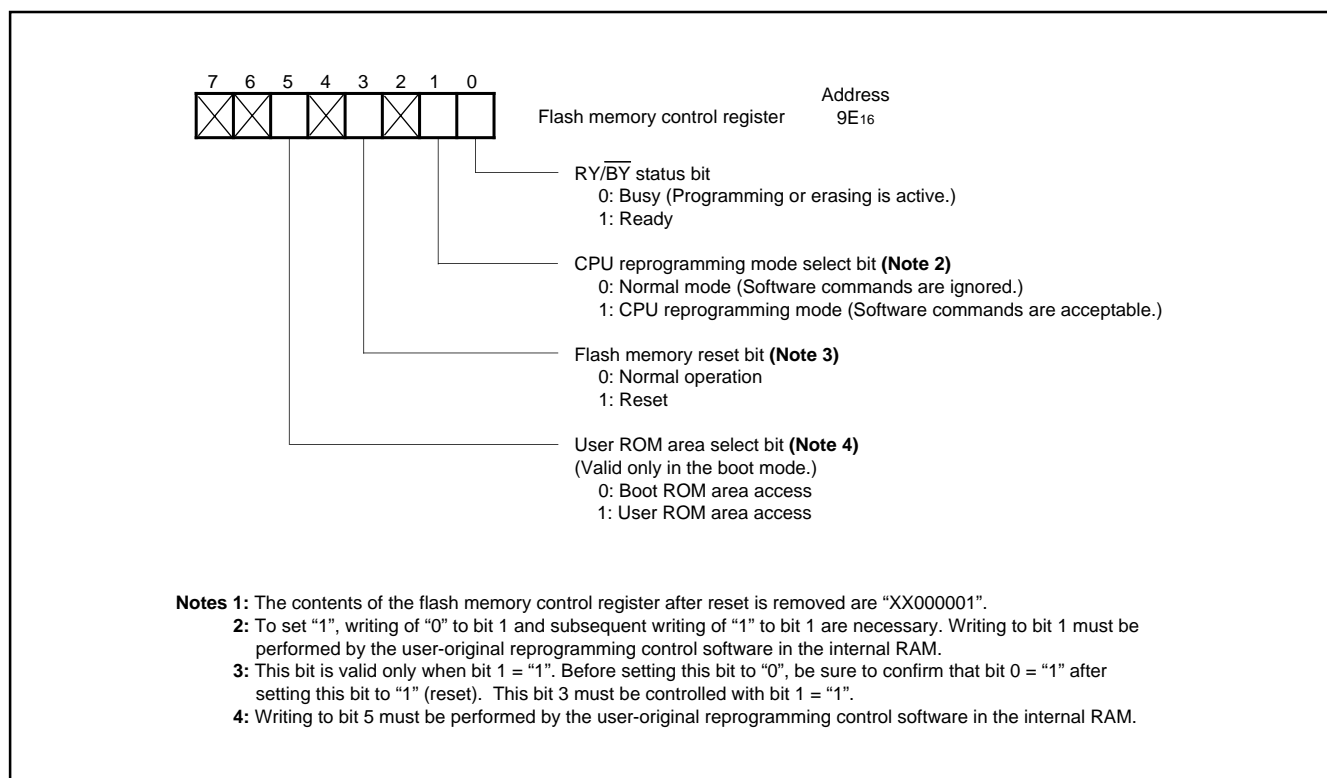 7 6 5 4 3 2 1 0
Address
Flash memory control register 9E16
RY/BY status bit
0: Busy (Programming or erasing is active.)
1: Ready
CPU reprogramming mode select bit (Note 2)
0: Normal mode (Software commands are ignored.)
1: CPU reprogramming mode (Software commands are acceptable.)
Flash memory reset bit (Note 3)
0: Normal operation
1: Reset
User ROM area select bit (Note 4)
(Valid only in the boot mode.)
0: Boot ROM area access
1: User ROM area access
Notes 1: The contents of the flash memory control register after reset is removed are “XX000001”.
2: To set “1”, writing of “0” to bit 1 and subsequent writing of “1” to bit 1 are necessary. Writing to bit 1 must be
performed by the user-original reprogramming control software in the internal RAM.
3: This bit is valid only when bit 1 = “1”. Before setting this bit to “0”, be sure to confirm that bit 0 = “1” after
setting this bit to “1” (reset). This bit 3 must be controlled with bit 1 = “1”.
4: Writing to bit 5 must be performed by the user-original reprogramming control software in the internal RAM.